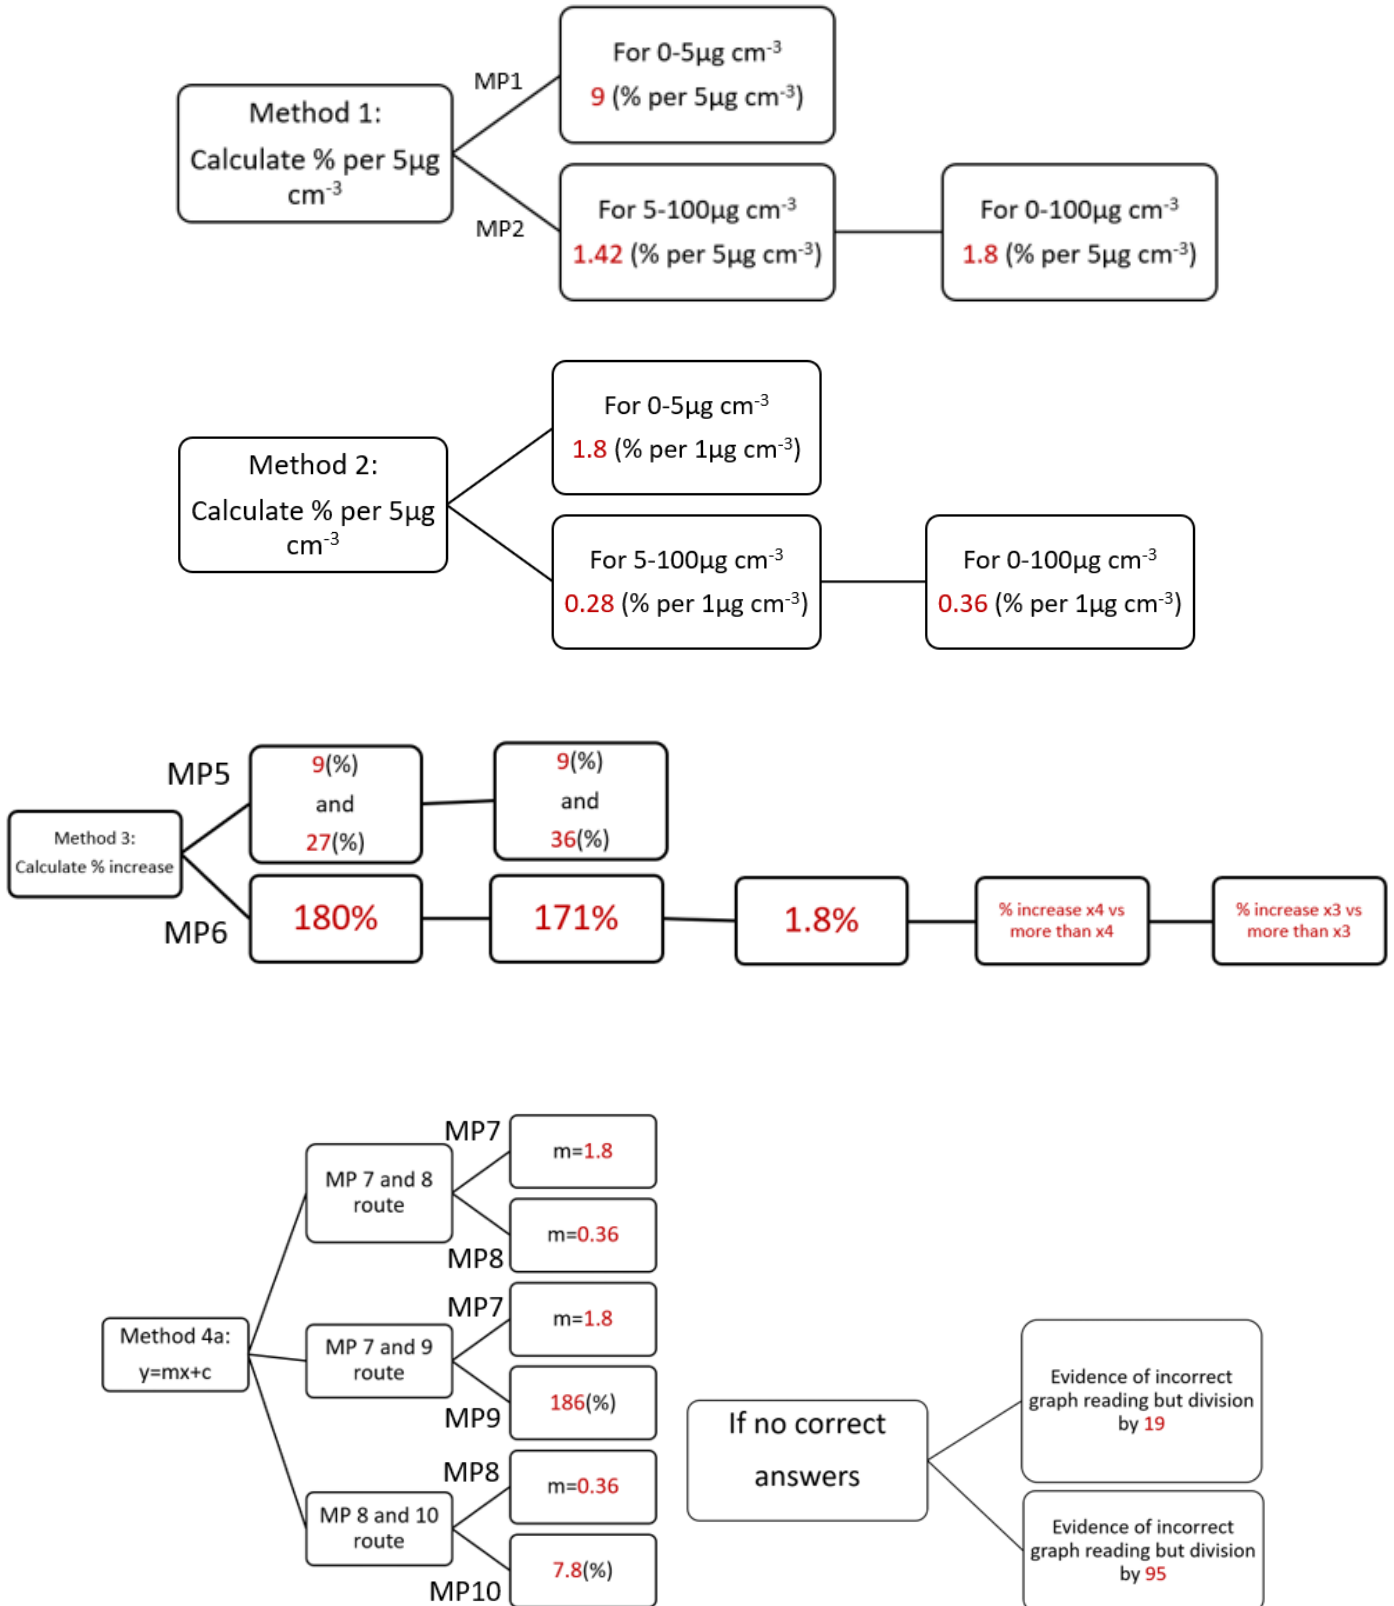 Method 1:
Calculate % per 5µg
cm⁻³
MP1
For 0-5µg cm⁻³
9 (% per 5µg cm⁻³)
MP2
For 5-100µg cm⁻³
1.42 (% per 5µg cm⁻³)
For 0-100µg cm⁻³
1.8 (% per 5µg cm⁻³)
Method 2:
Calculate % per 5µg
cm⁻³
For 0-5µg cm⁻³
1.8 (% per 1µg cm⁻³)
For 5-100µg cm⁻³
0.28 (% per 1µg cm⁻³)
For 0-100µg cm⁻³
0.36 (% per 1µg cm⁻³)
Method 3:
Calculate % increase
MP5
9(%)
and
27(%)
9(%)
and
36(%)
MP6
180%
171%
1.8%
% increase x4 vs
more than x4
% increase x3 vs
more than x3
Method 4a:
y=mx+c
MP 7 and 8
route
MP7
m=1.8
m=0.36
MP8
MP 7 and 9
route
MP7
m=1.8
186(%)
MP9
MP 8 and 10
route
MP8
m=0.36
7.8(%)
MP10
If no correct
answers
Evidence of incorrect
graph reading but division
by 19
Evidence of incorrect
graph reading but division
by 95